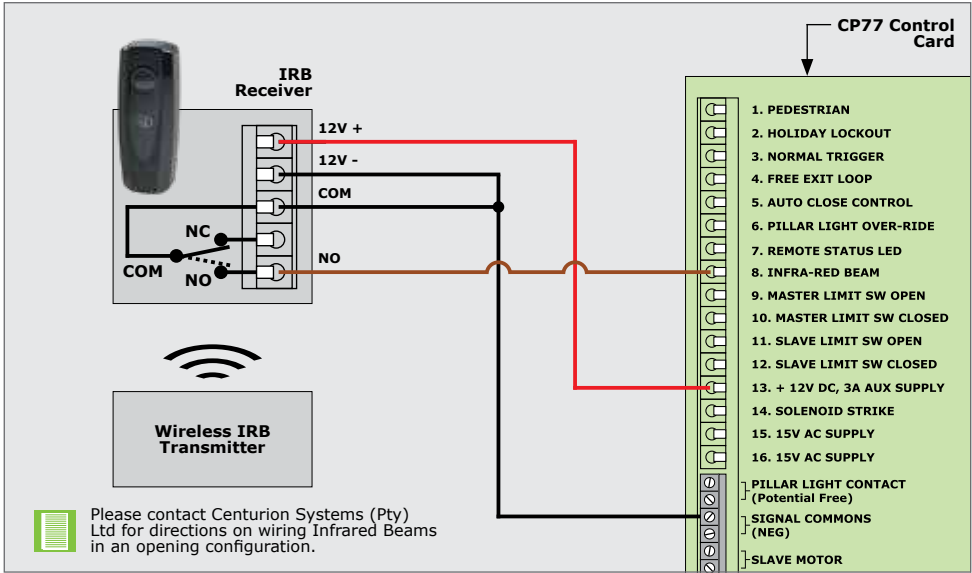 CP77 Control
Card
IRB
Receiver
12V +
12V -
COM
NC
COM
NO
NO
1. PEDESTRIAN
2. HOLIDAY LOCKOUT
3. NORMAL TRIGGER
4. FREE EXIT LOOP
5. AUTO CLOSE CONTROL
6. PILLAR LIGHT OVER-RIDE
7. REMOTE STATUS LED
8. INFRA-RED BEAM
9. MASTER LIMIT SW OPEN
10. MASTER LIMIT SW CLOSED
11. SLAVE LIMIT SW OPEN
12. SLAVE LIMIT SW CLOSED
13. + 12V DC, 3A AUX SUPPLY
14. SOLENOID STRIKE
15. 15V AC SUPPLY
16. 15V AC SUPPLY
PILLAR LIGHT CONTACT
(Potential Free)
SIGNAL COMMONS
(NEG)
SLAVE MOTOR
Wireless IRB
Transmitter
Please contact Centurion Systems (Pty)
Ltd for directions on wiring Infrared Beams
in an opening configuration.